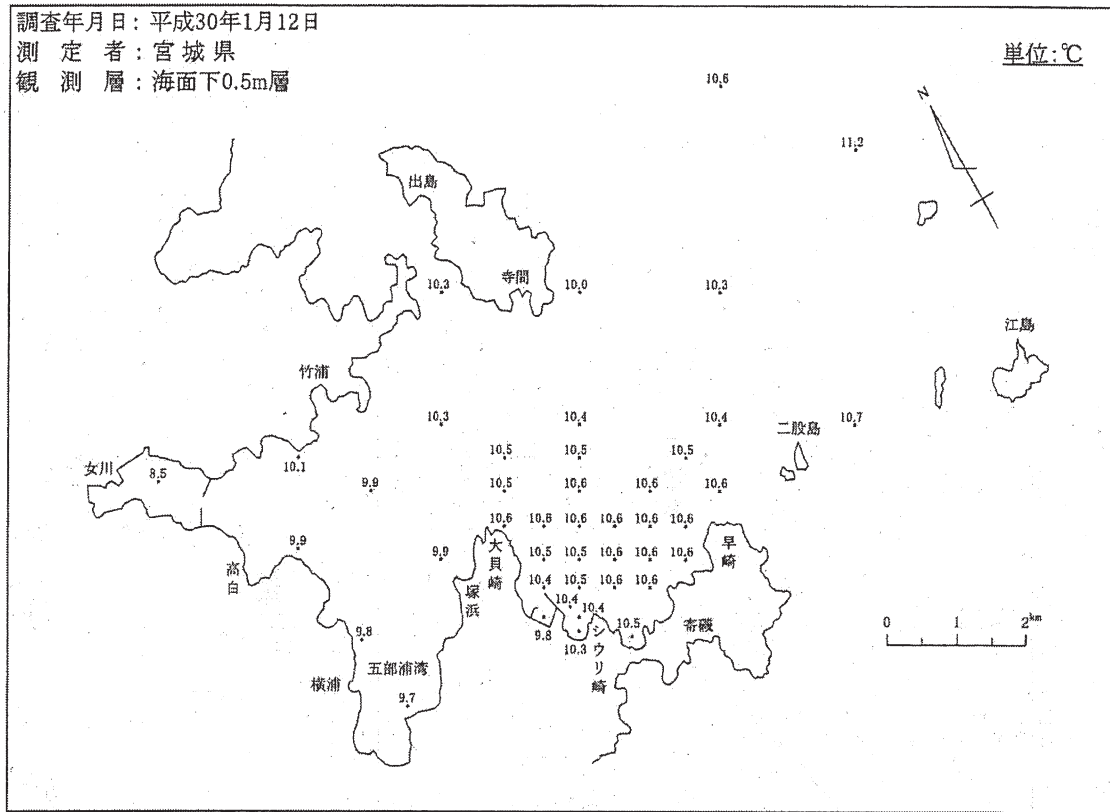 調査年月日：平成30年1月12日
測　定　者：宮城県
観　測　層：海面下0.5m層
単位：℃
10.6
N
11.2
出島
寺間
10.3 10.0 10.3
江島
竹浦
10.3 10.4 10.4 10.7
二股島
10.5 10.5 10.5
女川
8.5
10.1
9.9
10.5 10.6 10.6 10.6
10.6 10.6 10.6 10.6 10.6 10.6
9.9
9.9
10.5 10.5 10.6 10.6 10.6
大貝崎
早崎
高白
塚浜
10.4 10.5 10.6 10.6
10.4
10.4
9.8
10.3
10.5
シウリ崎
寄磯
0 1 2km
9.8
五部浦湾
横浦
9.7